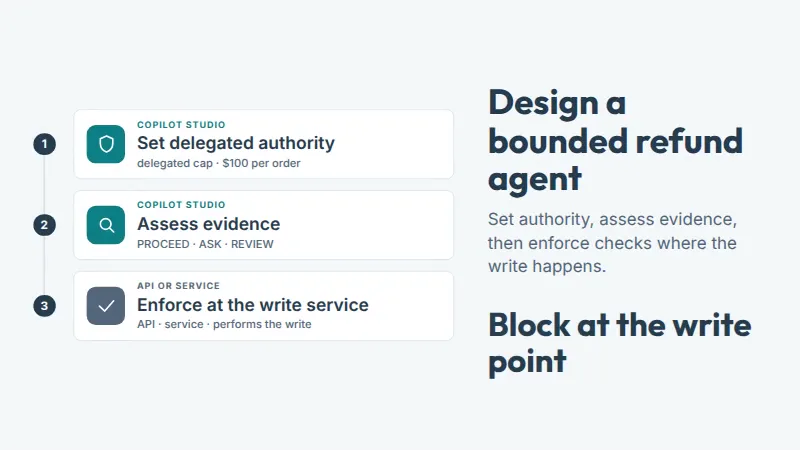 1
COPILOT STUDIO
Set delegated authority
delegated cap · $100 per order
2
COPILOT STUDIO
Assess evidence
PROCEED · ASK · REVIEW
3
API OR SERVICE
Enforce at the write service
API · service · performs the write
Design a
bounded refund
agent
Set authority, assess evidence,
then enforce checks where the
write happens.
Block at the write
point